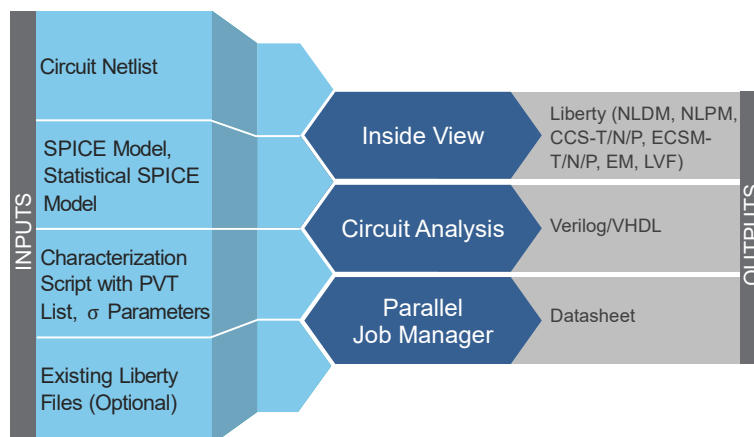 INPUTS
Circuit Netlist
SPICE Model,
Statistical SPICE
Model
Characterization
Script with PVT
List, σ Parameters
Existing Liberty
Files (Optional)
Inside View
Circuit Analysis
Parallel
Job Manager
Liberty (NLDM, NLPM,
CCS-T/N/P, ECSM-
T/N/P, EM, LVF)
Verilog/VHDL
Datasheet
OUTPUTS